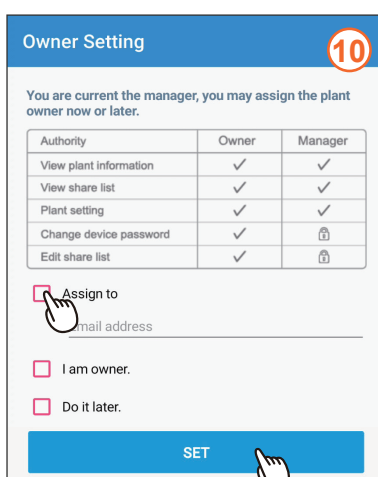 Owner Setting
10
You are current the manager, you may assign the plant
owner now or later.
Authority Owner Manager
View plant information ✓ ✓
View share list ✓ ✓
Plant setting ✓ ✓
Change device password ✓
Edit share list ✓
Assign to
Email address
I am owner.
Do it later.
SET